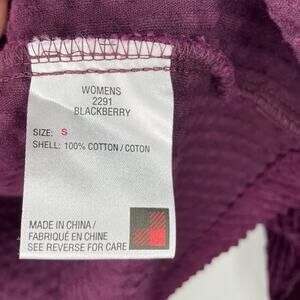 WOMENS
2291
BLACKBERRY
SIZE: S
SHELL: 100% COTTON / COTON
MADE IN CHINA /
FABRIQUÉ EN CHINE
SEE REVERSE FOR CARE